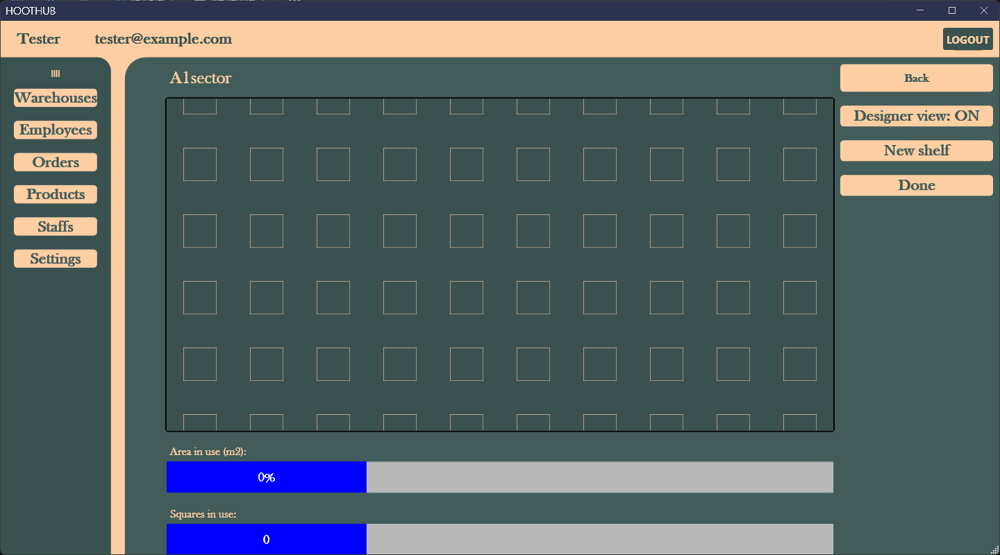 HOOTHUB
Tester tester@example.com LOGOUT
Warehouses
Employees
Orders
Products
Staffs
Settings
A1sector
Back
Designer view: ON
New shelf
Done
Area in use (m2):
0%
Squares in use:
0